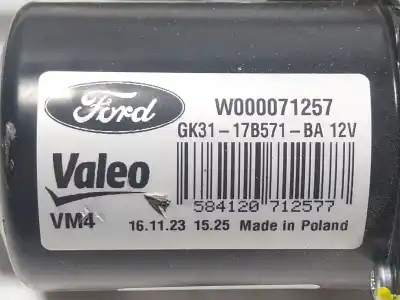 Ford
W000071257
GK31-17B571-BA 12V
Valeo
584120 712577
VM4
16.11.23 15.25 Made in Poland